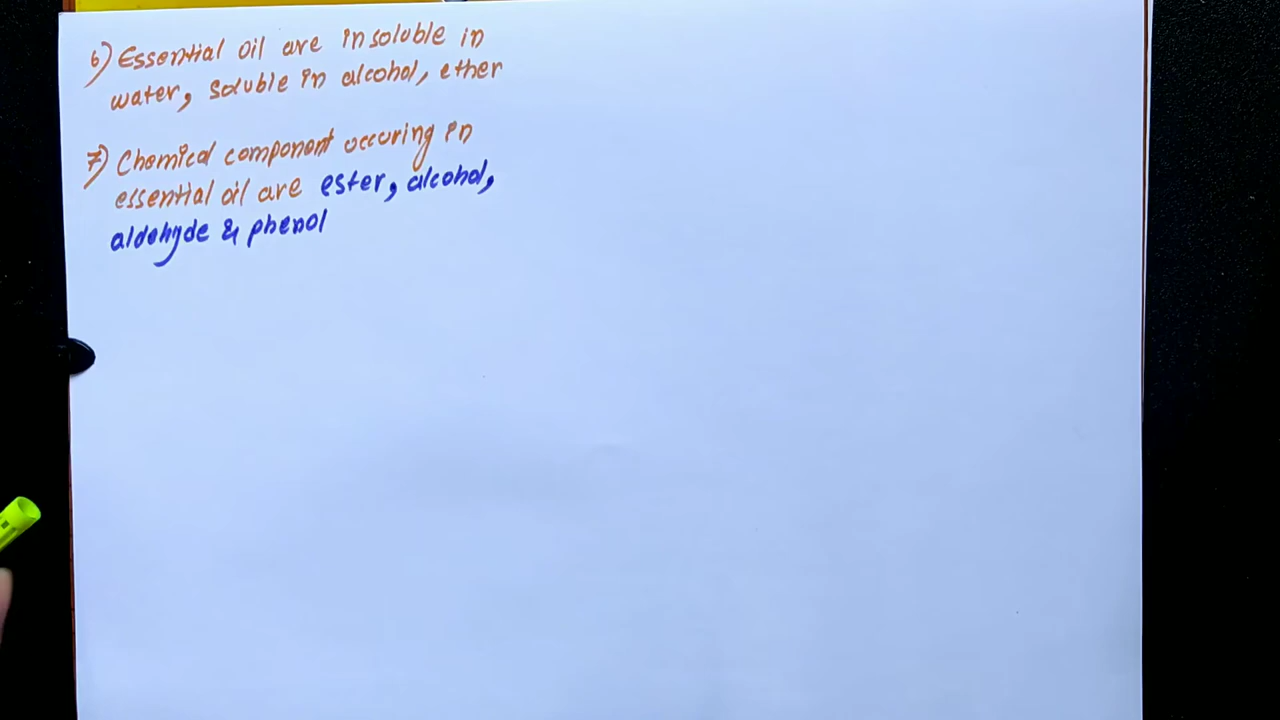 6) Essential oil are insoluble in
water, soluble in alcohol, ether
7) Chemical component occuring in
essential oil are ester, alcohol,
aldehyde & phenol